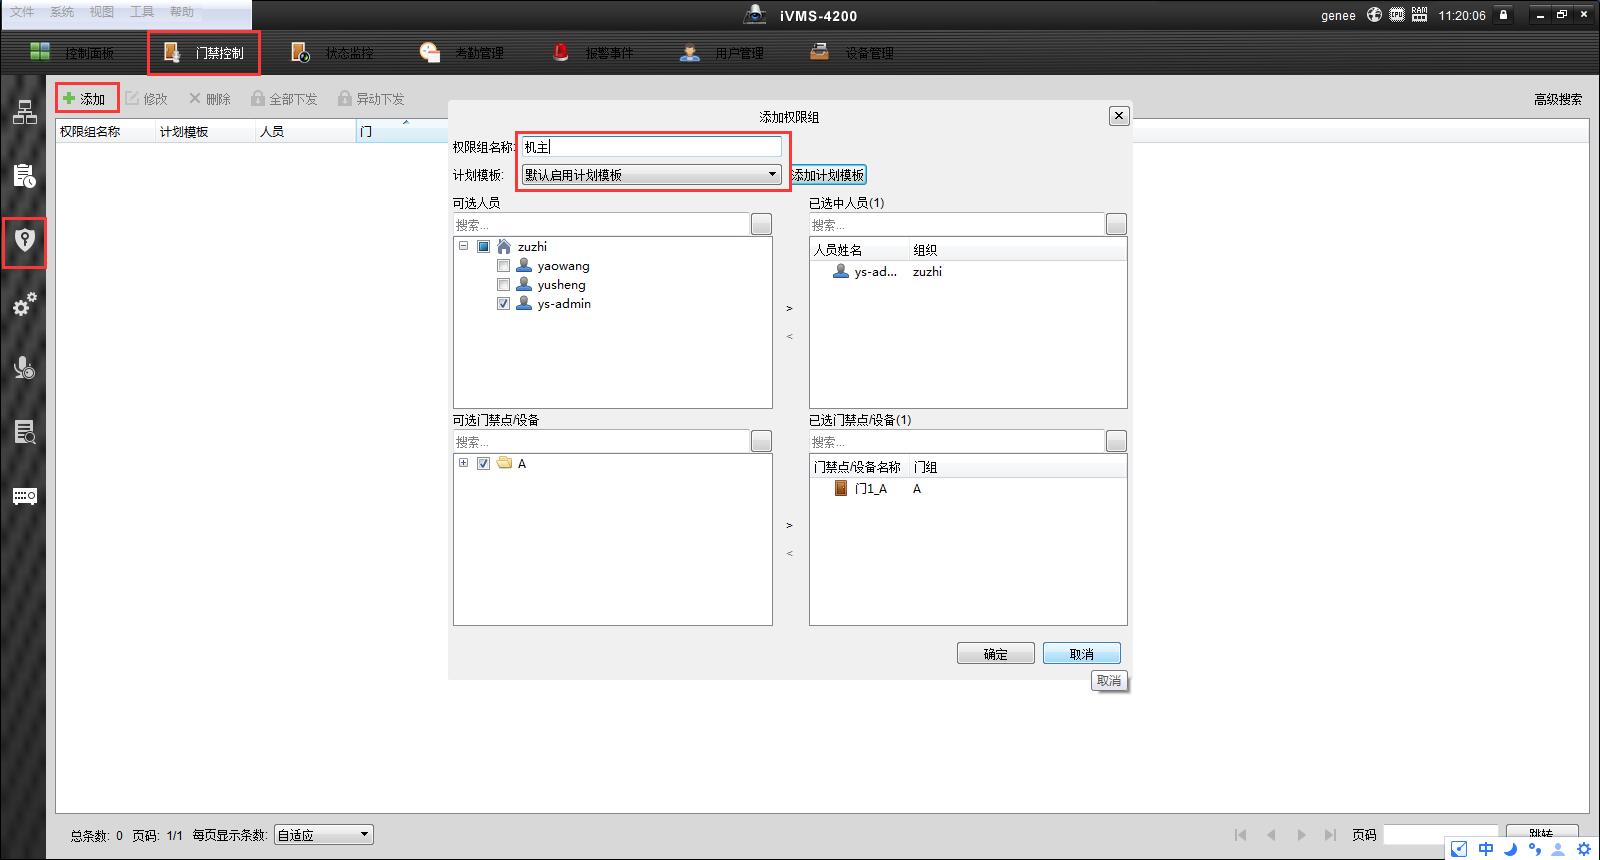 文件 系统 视图 工具 帮助
iVMS-4200
genee
RAM
11:20:06
控制面板
门禁控制
状态监控
考勤管理
报警事件
用户管理
设备管理
添加 修改 删除 全部下发 异动下发
高级搜索
权限组名称 计划模板 人员 门
添加权限组
权限组名称: 机主
计划模板: 默认启用计划模板 添加计划模板
可选人员
搜索...
zuzhi
yaowang
yusheng
ys-admin
>
<
已选中人员(1)
搜索...
人员姓名 组织
ys-ad... zuzhi
可选门禁点/设备
搜索...
A
>
<
已选门禁点/设备(1)
搜索...
门禁点/设备名称 门组
门1_A A
确定 取消
取消
总条数: 0 页码: 1/1 每页显示条数: 自适应
页码 跳转
中